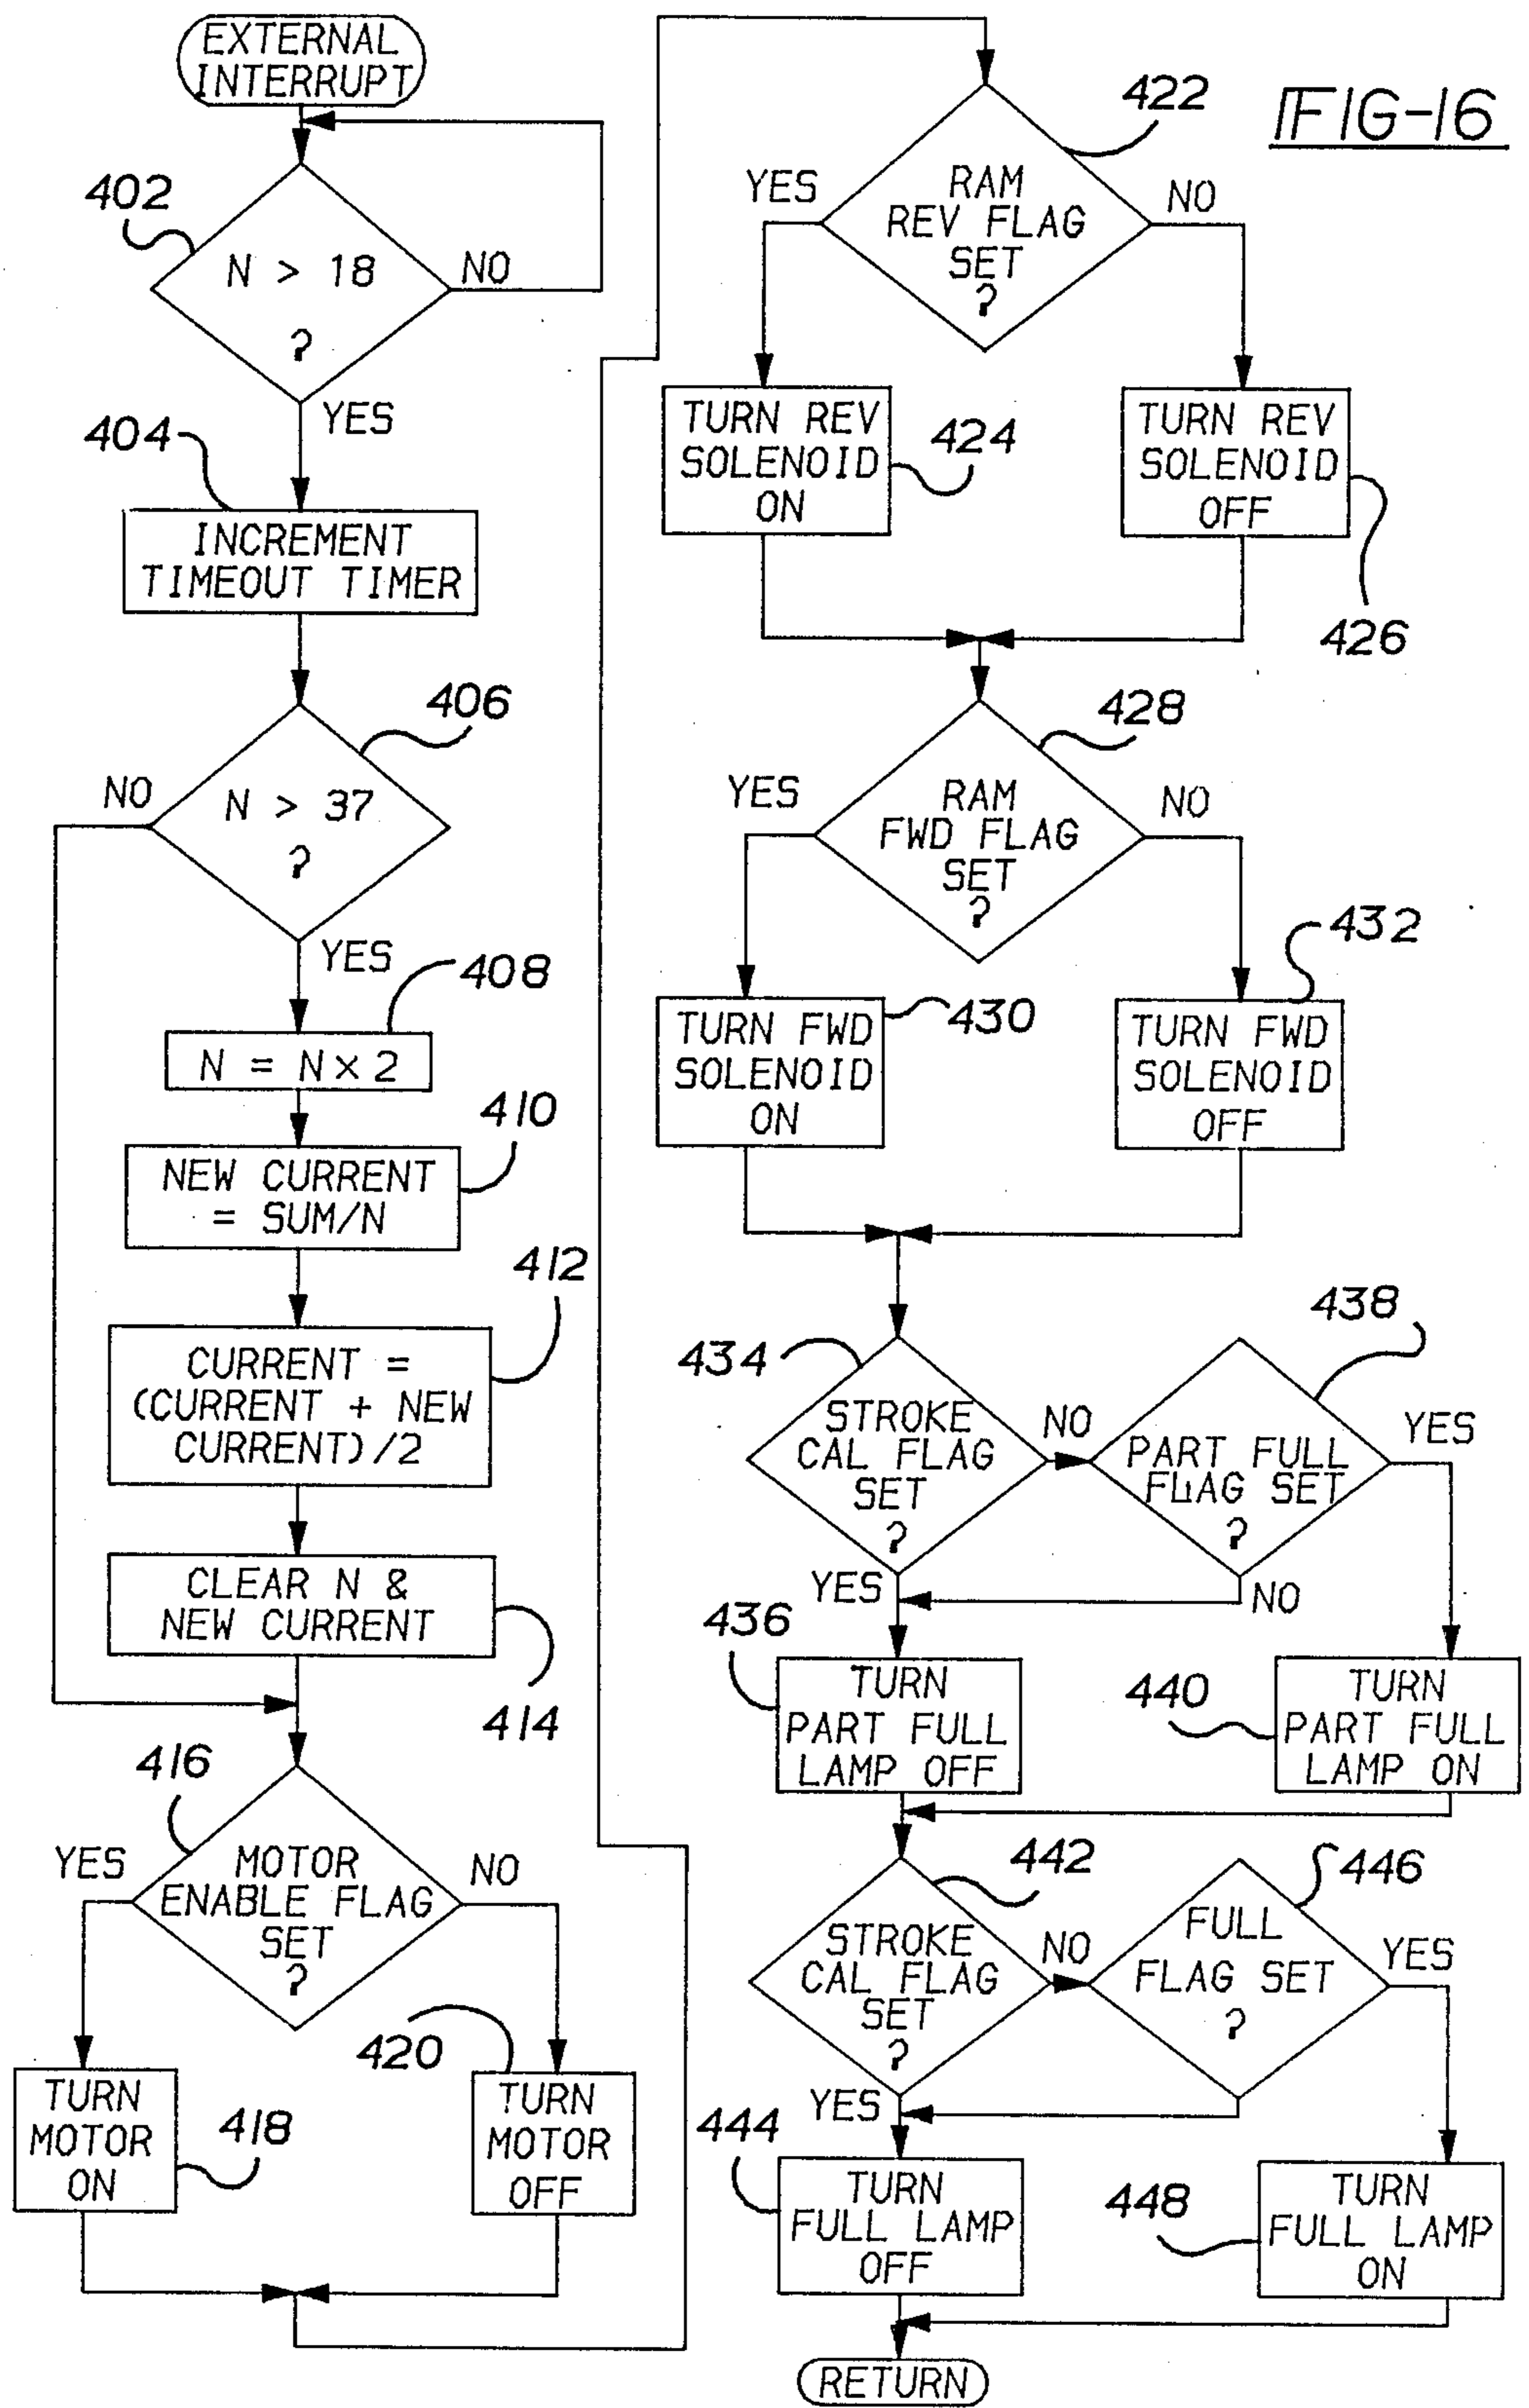 EXTERNAL
INTERRUPT
402
N > 18
?
NO
YES
404
INCREMENT
TIMEOUT TIMER
406
NO
N > 37
?
YES
408
N = N × 2
410
NEW CURRENT
= SUM/N
412
CURRENT =
(CURRENT + NEW
CURRENT)/2
CLEAR N &
NEW CURRENT
414
416
YES
MOTOR
ENABLE FLAG
SET
?
NO
420
TURN
MOTOR
ON
418
TURN
MOTOR
OFF
FIG-16
422
YES
RAM
REV FLAG
SET
?
NO
TURN REV
SOLENOID
ON
424
TURN REV
SOLENOID
OFF
426
428
YES
RAM
FWD FLAG
SET
?
NO
432
TURN FWD
SOLENOID
ON
430
TURN FWD
SOLENOID
OFF
438
434
STROKE
CAL FLAG
SET
?
NO
PART FULL
FLAG SET
?
YES
YES
NO
436
TURN
PART FULL
LAMP OFF
440
TURN
PART FULL
LAMP ON
442
446
STROKE
CAL FLAG
SET
?
NO
FULL
FLAG SET
?
YES
YES
444
TURN
FULL LAMP
OFF
448
TURN
FULL LAMP
ON
RETURN